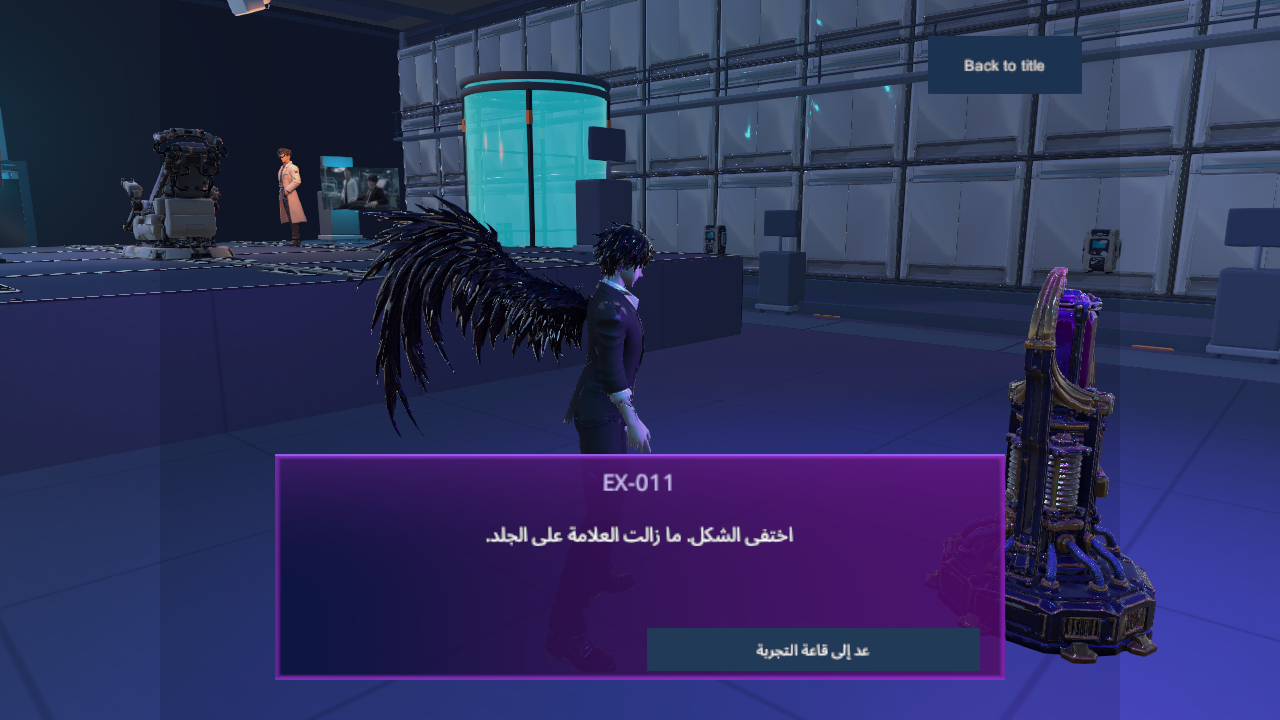 Back to title
EX-011
اختفى الشكل. ما زالت العلامة على الجلد.
عد إلى قاعة التجربة